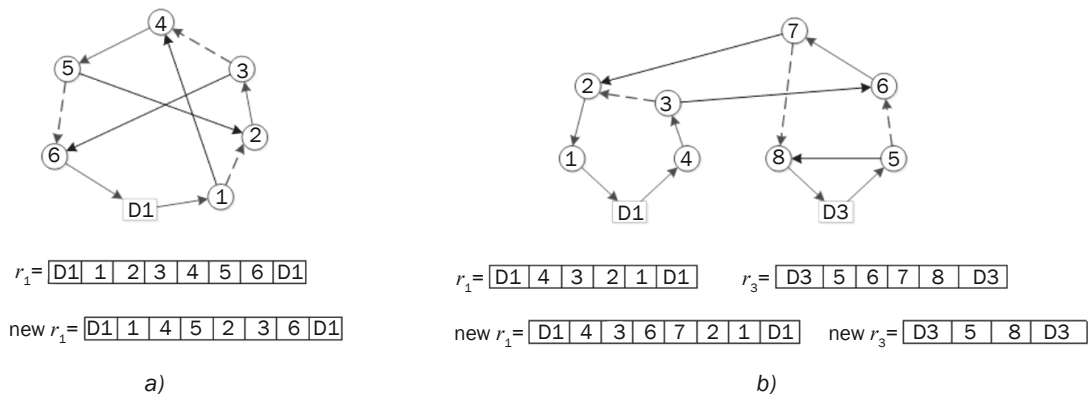 4
7
5
3
2
3
6
2
6
1
4
8
5
1
D1
D1
D3
r1= D1 1 2 3 4 5 6 D1
r1= D1 4 3 2 1 D1
r3= D3 5 6 7 8 D3
new r1= D1 1 4 5 2 3 6 D1
new r1= D1 4 3 6 7 2 1 D1
new r3= D3 5 8 D3
a)
b)